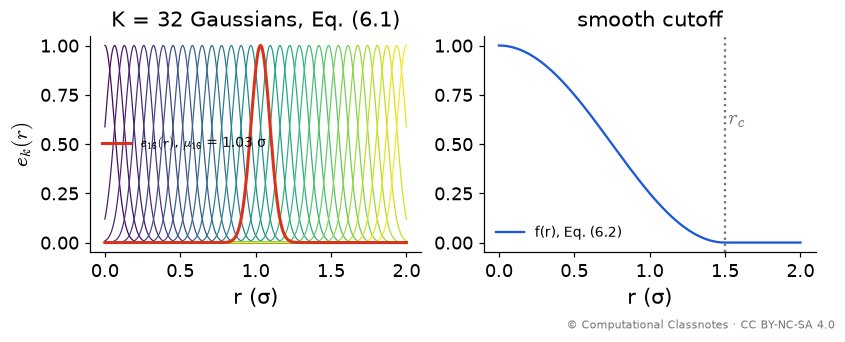 K = 32 Gaussians, Eq. (6.1)
eₖ(r)
1.00
0.75
0.50
0.25
0.00
e₁₆(r), μ₁₆ = 1.03 σ
0.0 0.5 1.0 1.5 2.0
r (σ)
smooth cutoff
1.00
0.75
0.50
0.25
0.00
r_c
f(r), Eq. (6.2)
0.0 0.5 1.0 1.5 2.0
r (σ)
© Computational Classnotes · CC BY-NC-SA 4.0